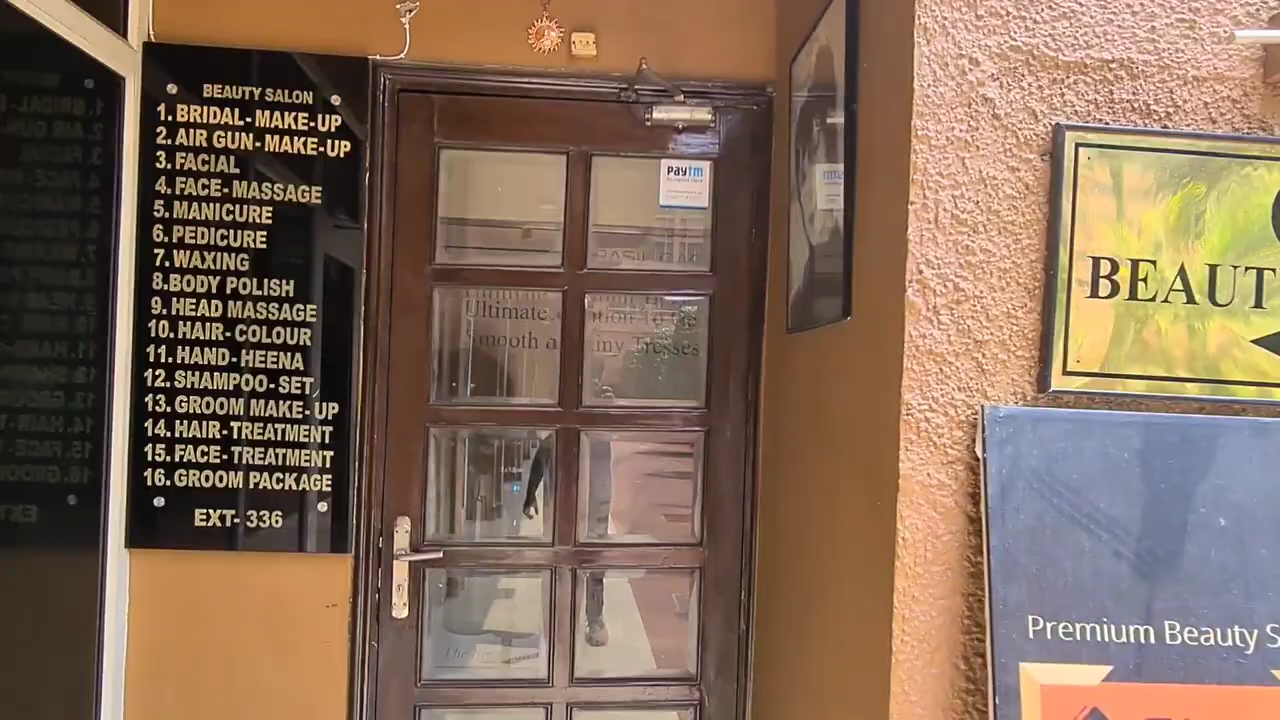 BEAUTY SALON
1. BRIDAL-MAKE-UP
2. AIR GUN-MAKE-UP
3. FACIAL
4. FACE-MASSAGE
5. MANICURE
6. PEDICURE
7. WAXING
8.BODY POLISH
9. HEAD MASSAGE
10. HAIR-COLOUR
11. HAND-HEENA
12. SHAMPOO-SET
13. GROOM MAKE-UP
14. HAIR-TREATMENT
15. FACE-TREATMENT
16. GROOM PACKAGE
EXT-336
paytm
Accepted Here
Ultimate
Smooth a
Tresses
BEAUT
Premium Beauty S